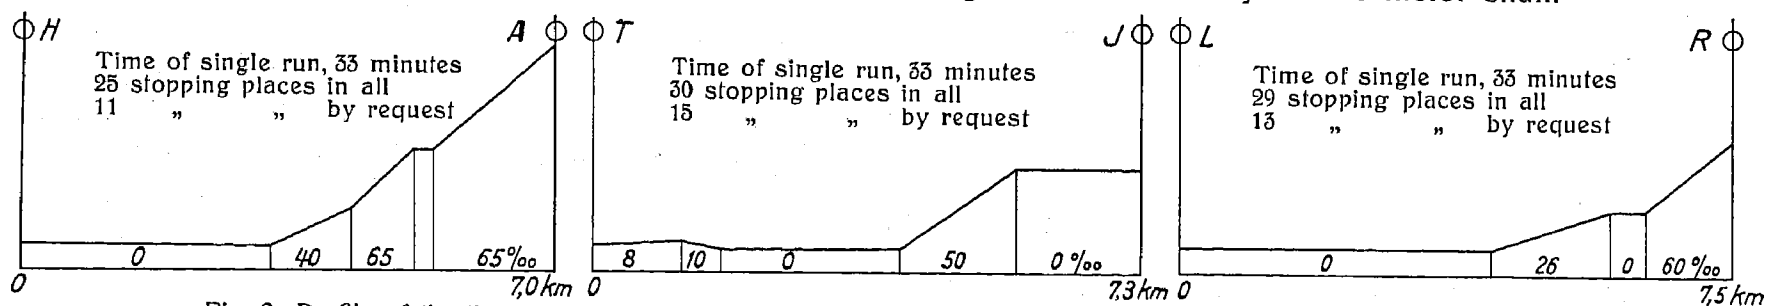 H A
Time of single run, 33 minutes
25 stopping places in all
11 „ „ by request
0 40 65 65‰
0 7,0 km
T J
Time of single run, 33 minutes
30 stopping places in all
15 „ „ by request
8 10 0 50 0‰
0 7,3 km
L R
Time of single run, 33 minutes
29 stopping places in all
13 „ „ by request
0 26 0 60‰
0 7,5 km